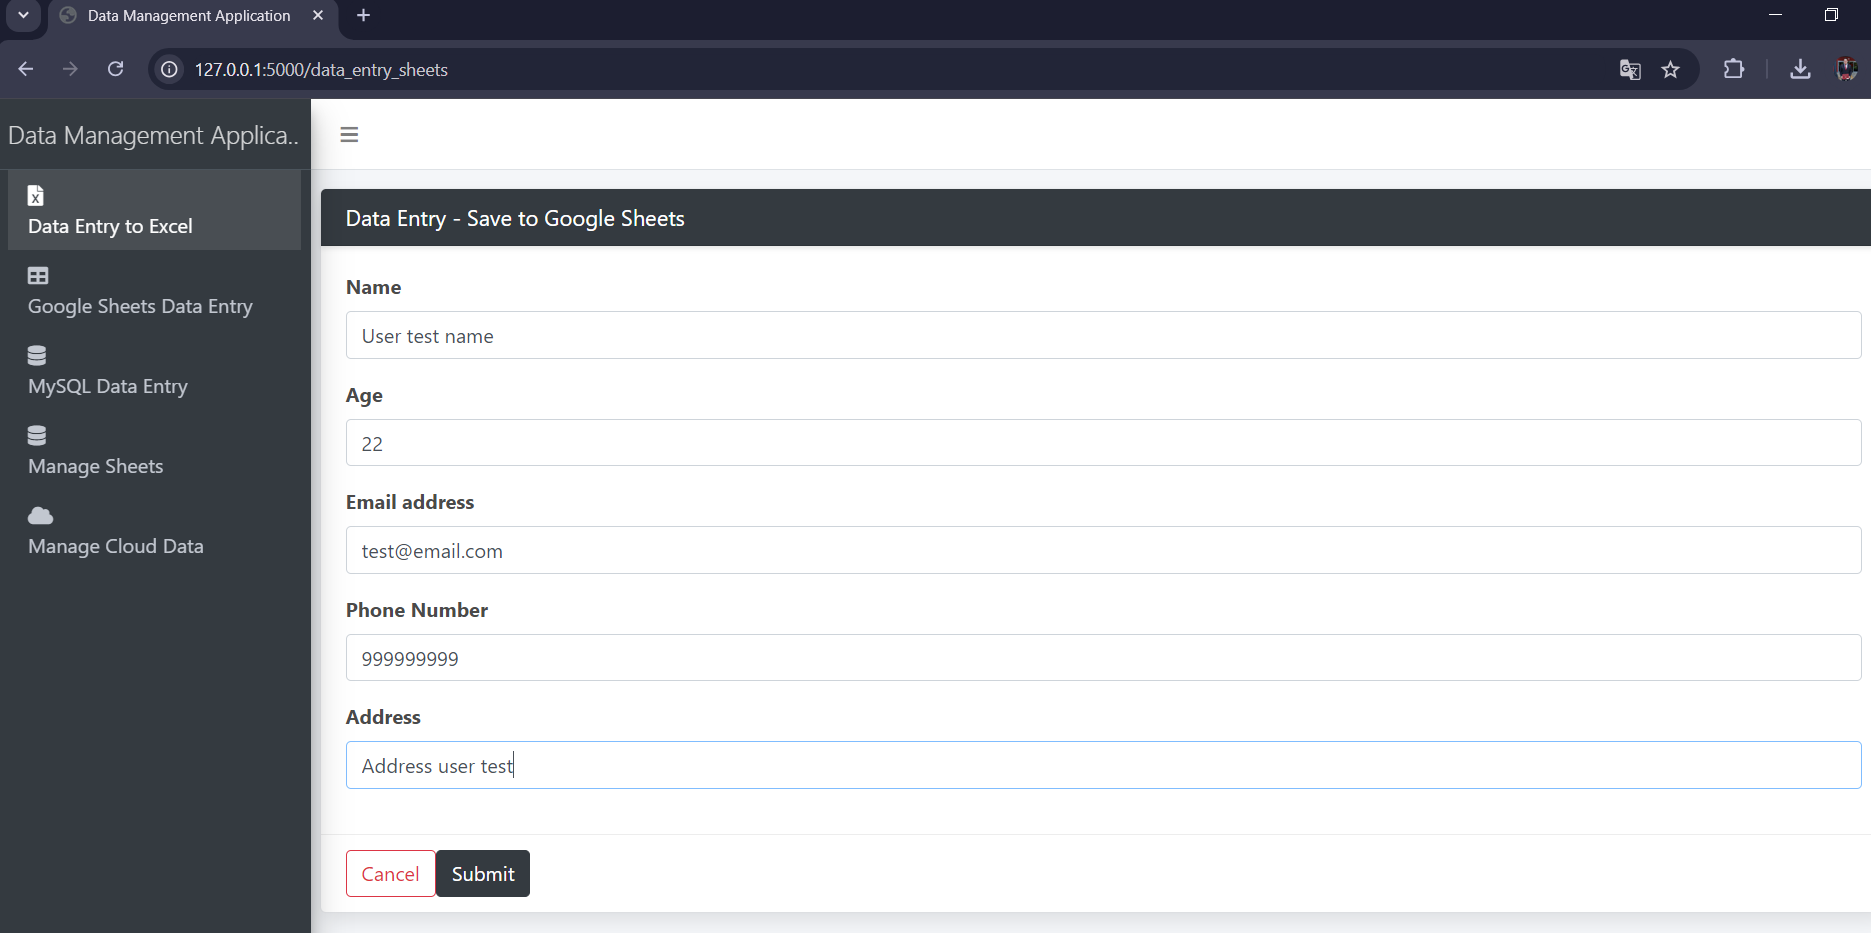 Data Management Application
127.0.0.1:5000/data_entry_sheets
Data Management Applica..
Data Entry to Excel
Google Sheets Data Entry
MySQL Data Entry
Manage Sheets
Manage Cloud Data
Data Entry - Save to Google Sheets
Name
User test name
Age
22
Email address
test@email.com
Phone Number
999999999
Address
Address user test
Cancel Submit